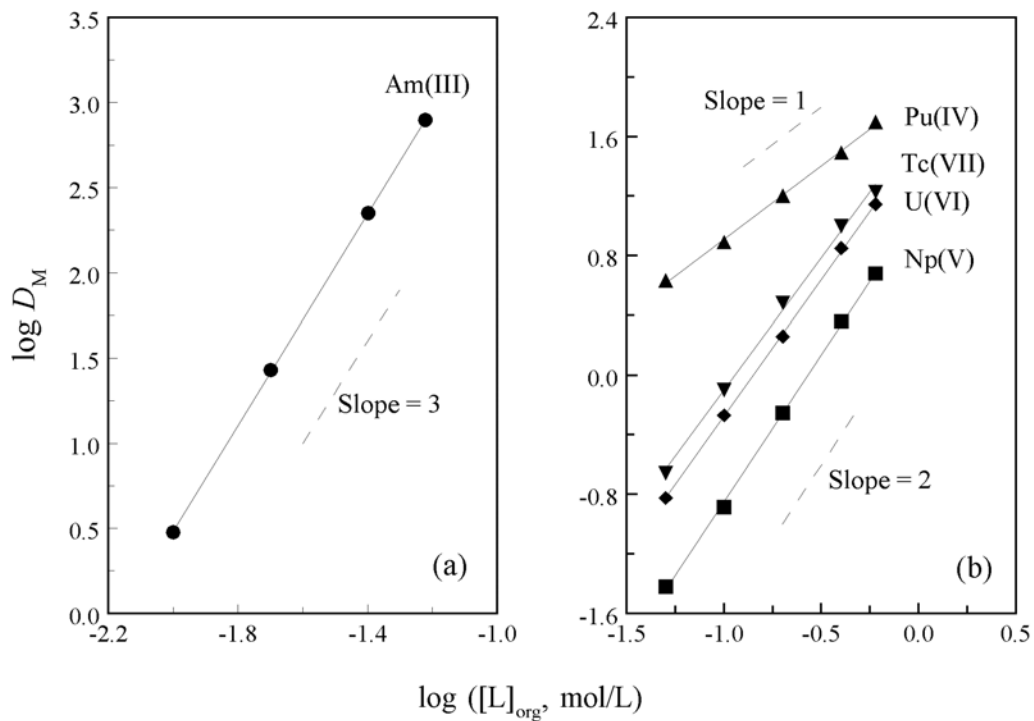 log D_M
3.5
3.0
2.5
2.0
1.5
1.0
0.5
0.0
Am(III)
Slope = 3
(a)
-2.2
-1.8
-1.4
-1.0
2.4
1.6
0.8
0.0
-0.8
-1.6
Slope = 1
Pu(IV)
Tc(VII)
U(VI)
Np(V)
Slope = 2
(b)
-1.5
-1.0
-0.5
0.0
0.5
log ([L]org, mol/L)